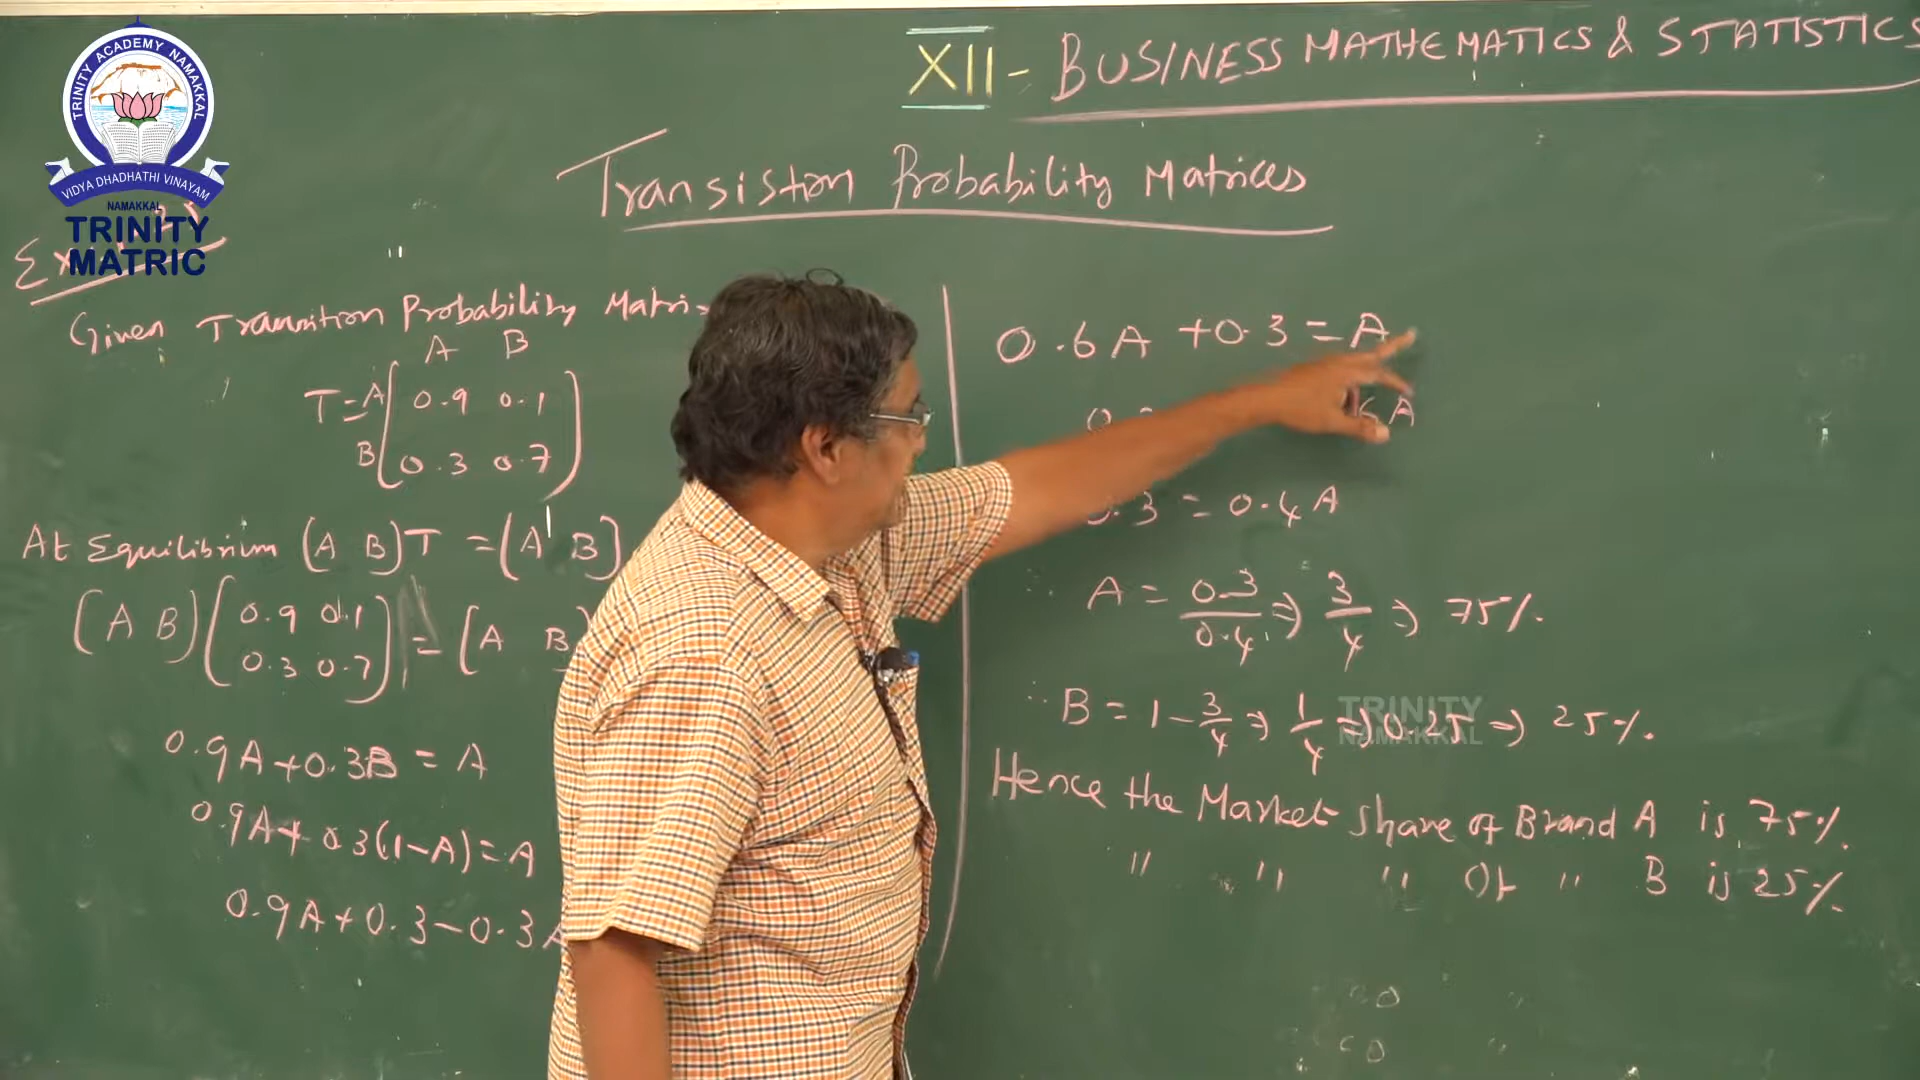 TRINITY ACADEMY NAMAKKAL
VIDYA DHADHATHI VINAYAM
NAMAKKAL
TRINITY
MATRIC
XII - BUSINESS MATHEMATICS & STATISTICS
Transistion Probability Matrices
Given Transition Probability Matri
A B
T = A 0.9 0.1
B 0.3 0.7
At Equilibrium (A B) T = (A B)
(A B) (0.9 0.1
0.3 0.7) = (A B)
0.9A + 0.3B = A
0.9A + 0.3(1-A) = A
0.9A + 0.3 - 0.3A
0.6A + 0.3 = A
6A
0.3 = 0.4A
∴ A = 0.3/0.4 ⇒ 3/4 ⇒ 75%.
∴ B = 1 - 3/4 ⇒ 1/4 ⇒ 0.25 ⇒ 25%.
Hence the Market share of Brand A is 75%.
" " " of " B is 25%.
TRINITY
NAMAKKAL